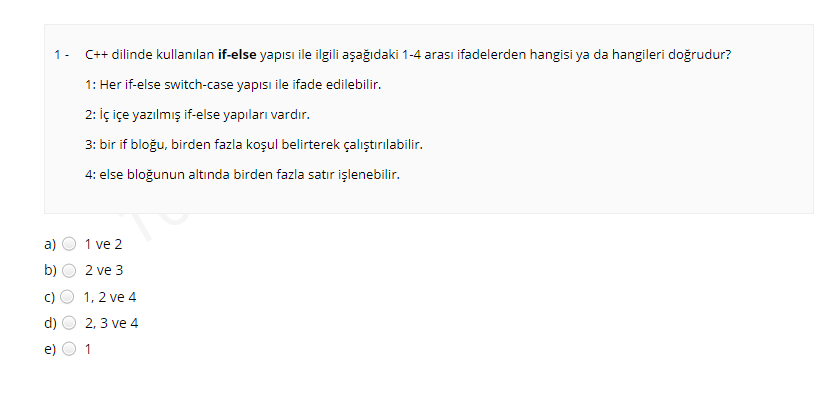 1 - C++ dilinde kullanılan if-else yapısı ile ilgili aşağıdaki 1-4 arası ifadelerden hangisi ya da hangileri doğrudur?
1: Her if-else switch-case yapısı ile ifade edilebilir.
2: İç içe yazılmış if-else yapıları vardır.
3: bir if bloğu, birden fazla koşul belirterek çalıştırılabilir.
4: else bloğunun altında birden fazla satır işlenebilir.
a) 1 ve 2
b) 2 ve 3
c) 1, 2 ve 4
d) 2, 3 ve 4
e) 1